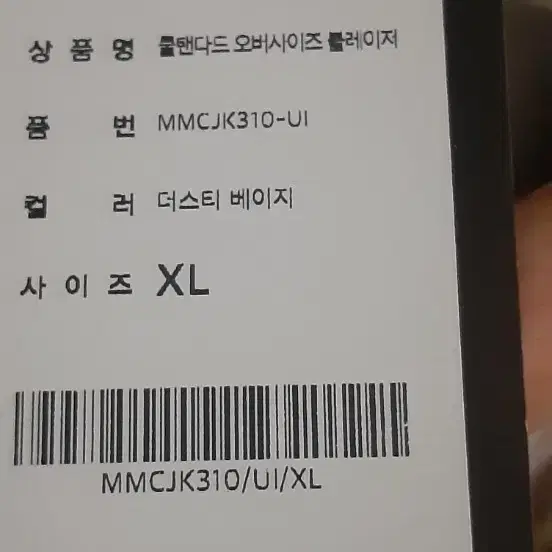 상품명 쿨탠다드 오버사이즈 블레이저
품번 MMCJK310-UI
컬러 더스티 베이지
사이즈 XL
MMCJK310/UI/XL